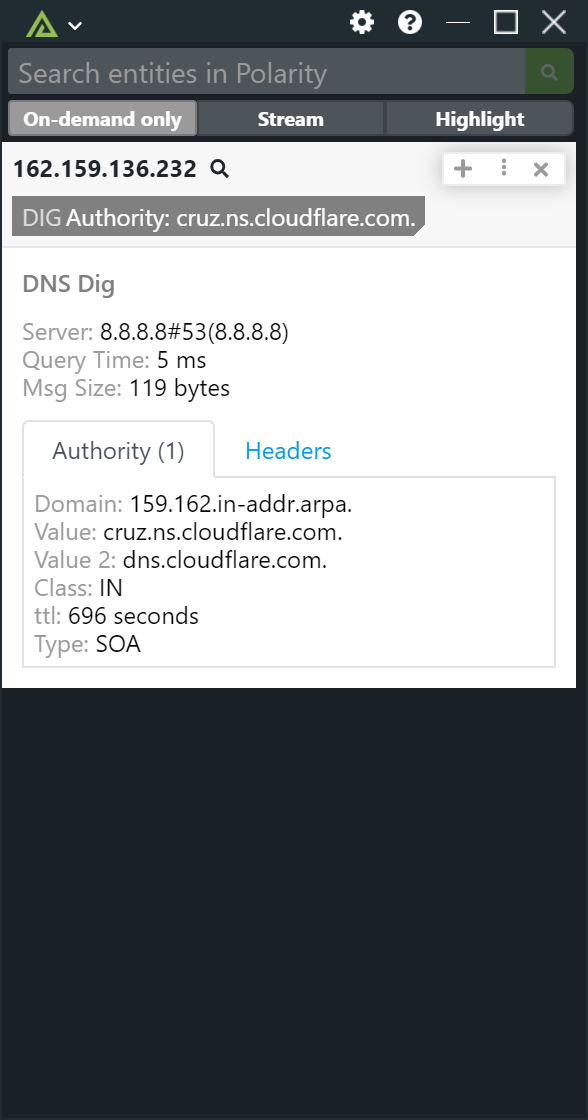 Search entities in Polarity
On-demand only Stream Highlight
162.159.136.232
DIG Authority: cruz.ns.cloudflare.com.
DNS Dig
Server: 8.8.8.8#53(8.8.8.8)
Query Time: 5 ms
Msg Size: 119 bytes
Authority (1) Headers
Domain: 159.162.in-addr.arpa.
Value: cruz.ns.cloudflare.com.
Value 2: dns.cloudflare.com.
Class: IN
ttl: 696 seconds
Type: SOA